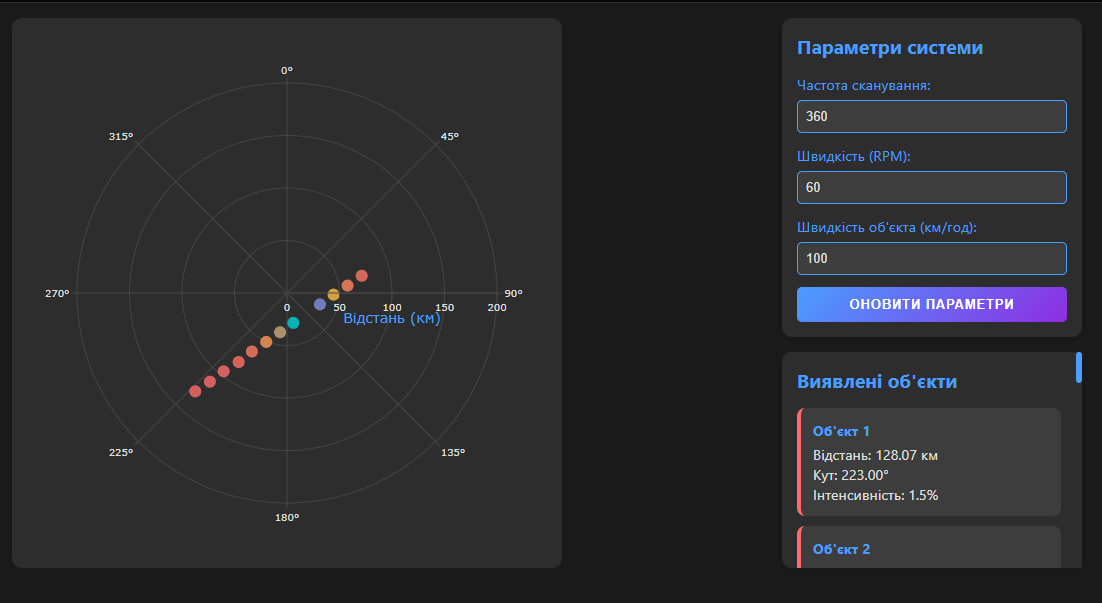 0°
315°
45°
270°
90°
0
50
100
150
200
Відстань (км)
225°
135°
180°
Параметри системи
Частота сканування:
360
Швидкість (RPM):
60
Швидкість об'єкта (км/год):
100
ОНОВИТИ ПАРАМЕТРИ
Виявлені об'єкти
Об'єкт 1
Відстань: 128.07 км
Кут: 223.00°
Інтенсивність: 1.5%
Об'єкт 2